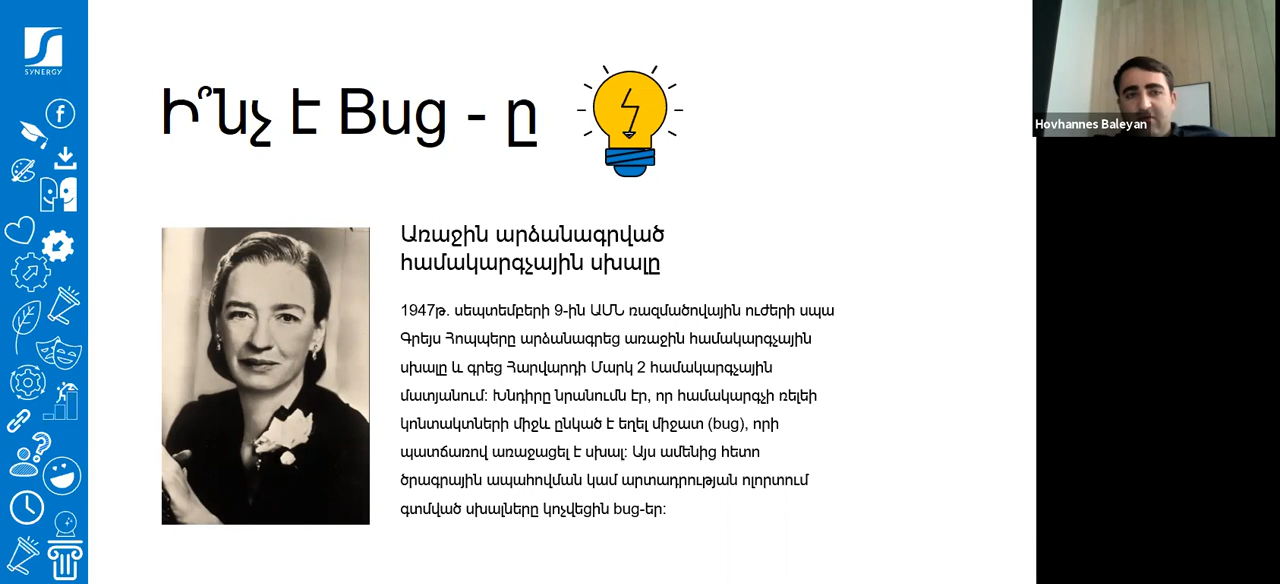 SYNERGY
Ի՞նչ է Bug - ը
Առաջին արձանագրված
համակարգչային սխալը
1947թ. սեպտեմբերի 9-ին ԱՄՆ ռազմածովային ուժերի սպա
Գրեյս Հոպպերը արձանագրեց առաջին համակարգչային
սխալը և գրեց Հարվարդի Մարկ 2 համակարգչային
մատյանում: Խնդիրը նրանումն էր, որ համակարգչի ռելեի
կոնտակտների միջև ընկած է եղել միջատ (bug), որի
պատճառով առաջացել է սխալ: Այս ամենից հետո
ծրագրային ապահովման կամ արտադրության ոլորտում
գտմված սխալները կոչվեցին bug-եր:
Hovhannes Baleyan